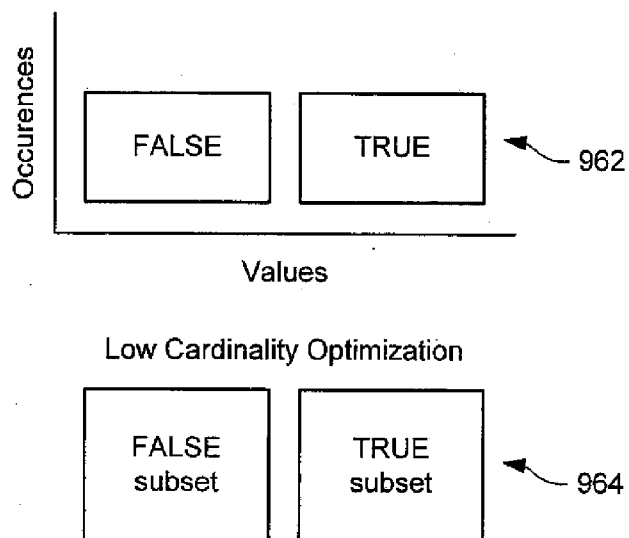 Occurences
FALSE
TRUE
962
Values
Low Cardinality Optimization
FALSE
subset
TRUE
subset
964